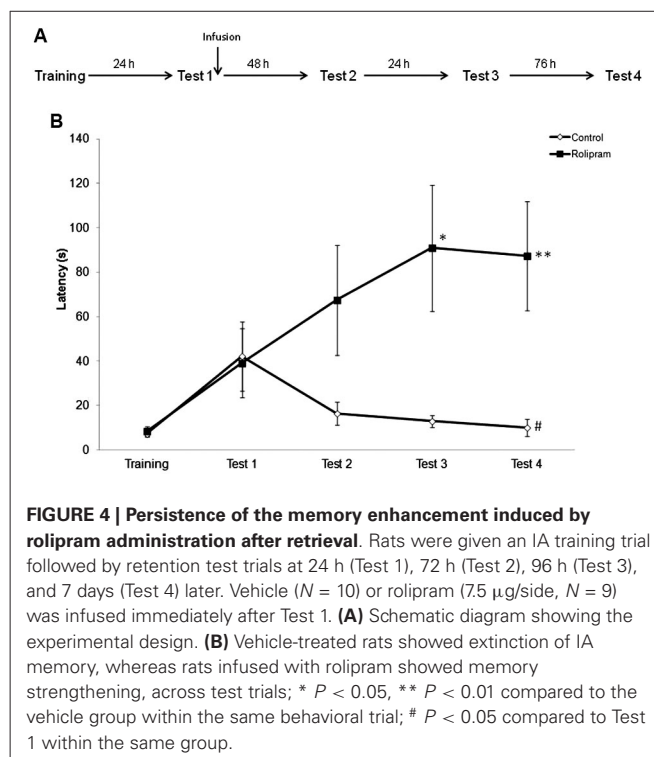 A
Infusion
Training 24 h Test 1 48 h Test 2 24 h Test 3 76 h Test 4
B
140
120
100
80
60
40
20
0
Latency (s)
Control
Rolipram
*
**
#
Training Test 1 Test 2 Test 3 Test 4
FIGURE 4 | Persistence of the memory enhancement induced by
rolipram administration after retrieval. Rats were given an IA training trial
followed by retention test trials at 24 h (Test 1), 72 h (Test 2), 96 h (Test 3),
and 7 days (Test 4) later. Vehicle (N = 10) or rolipram (7.5 μg/side, N = 9)
was infused immediately after Test 1. (A) Schematic diagram showing the
experimental design. (B) Vehicle-treated rats showed extinction of IA
memory, whereas rats infused with rolipram showed memory
strengthening, across test trials; * P < 0.05, ** P < 0.01 compared to the
vehicle group within the same behavioral trial; # P < 0.05 compared to Test
1 within the same group.